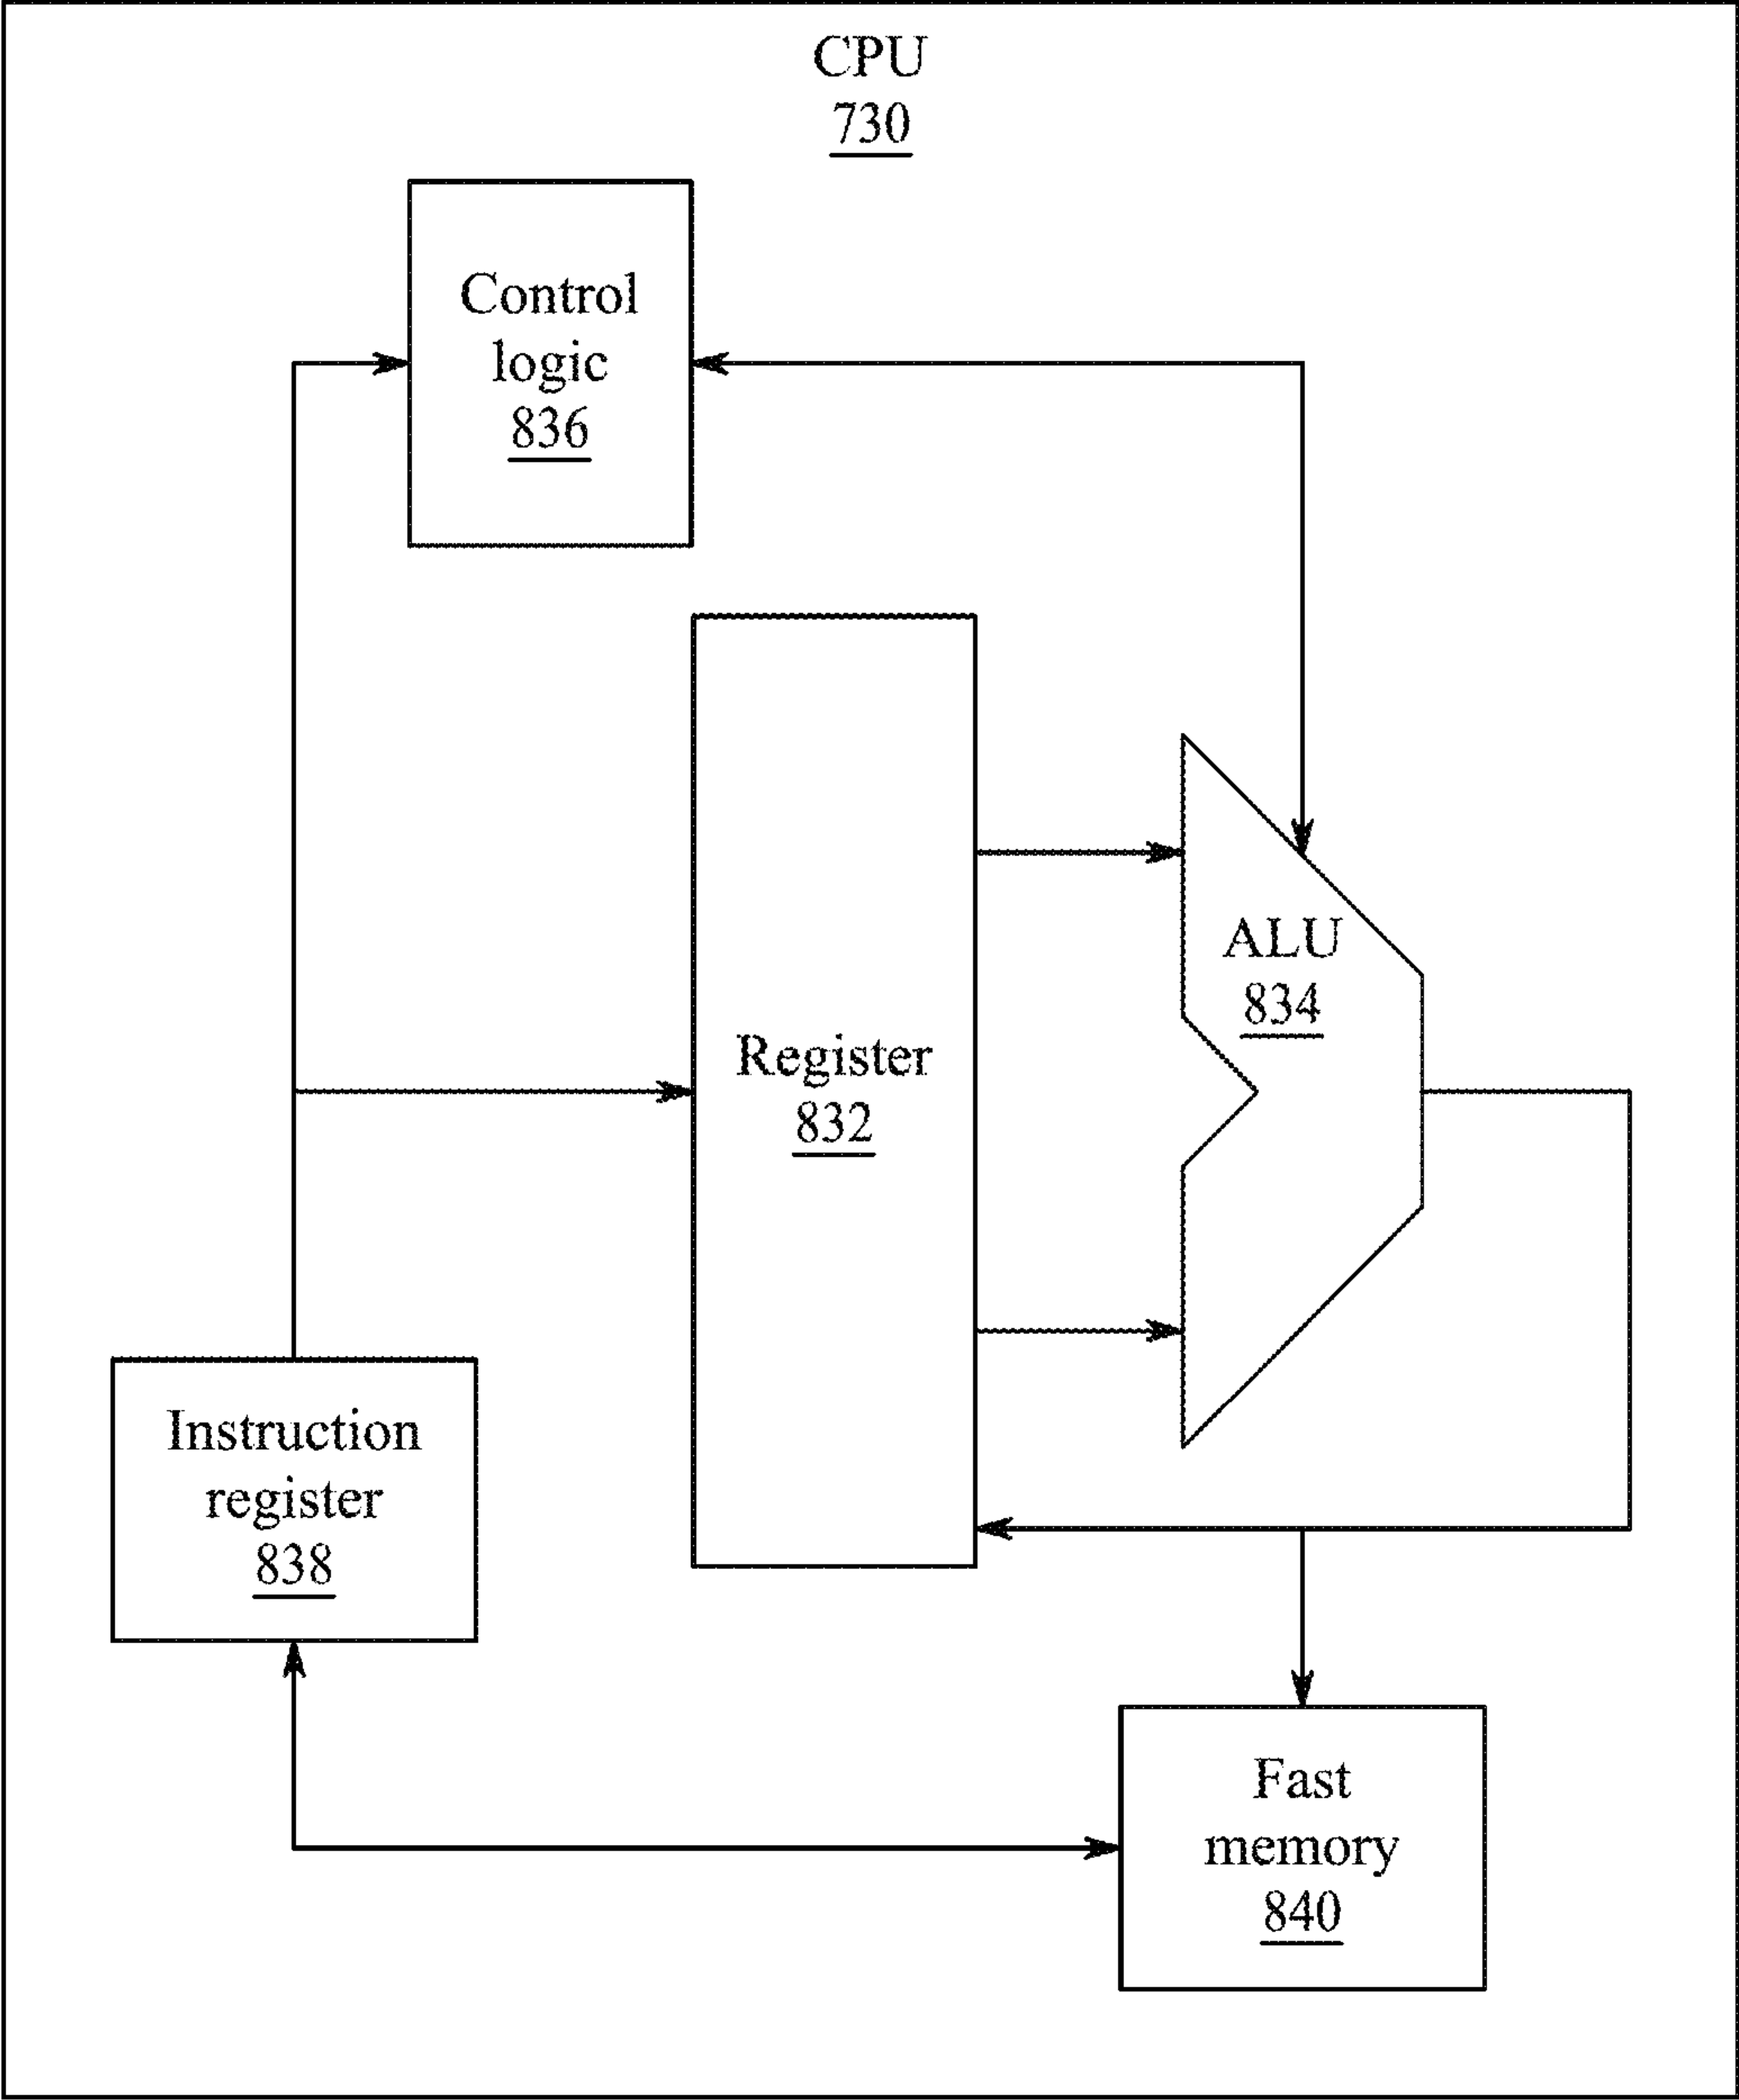 CPU
730
Control
logic
836
Register
832
ALU
834
Instruction
register
838
Fast
memory
840